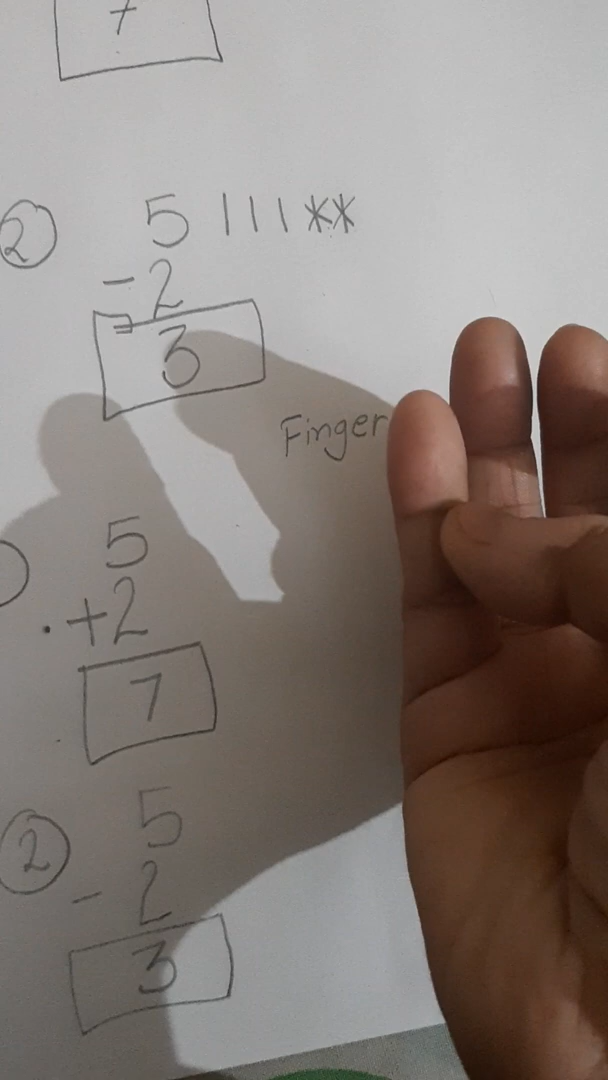 7
② 5 ||| **
- 2
= 3
Finger
5
. + 2
7
② 5
- 2
3